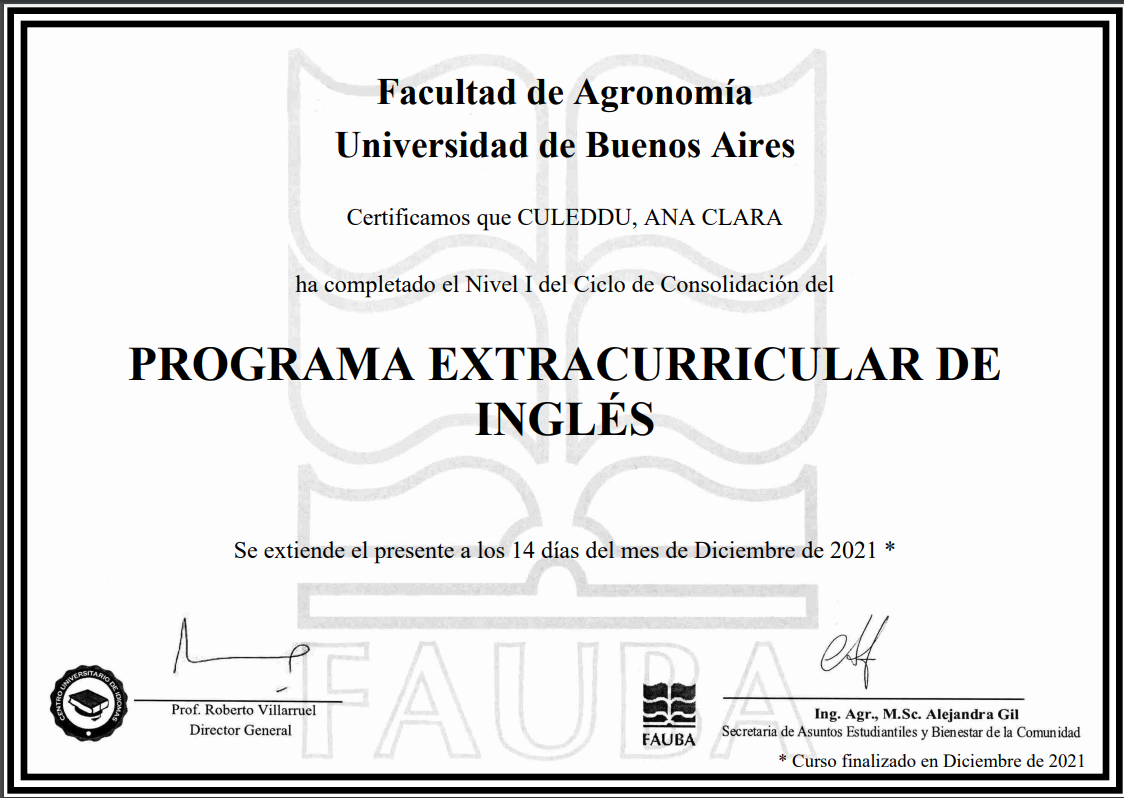 Facultad de Agronomía
Universidad de Buenos Aires
Certificamos que CULEDDU, ANA CLARA
ha completado el Nivel I del Ciclo de Consolidación del
PROGRAMA EXTRACURRICULAR DE
INGLÉS
Se extiende el presente a los 14 días del mes de Diciembre de 2021 *
FAUBA
CENTRO UNIVERSITARIO DE IDIOMAS
Prof. Roberto Villarruel
Director General
FAUBA
Ing. Agr., M.Sc. Alejandra Gil
Secretaria de Asuntos Estudiantiles y Bienestar de la Comunidad
* Curso finalizado en Diciembre de 2021